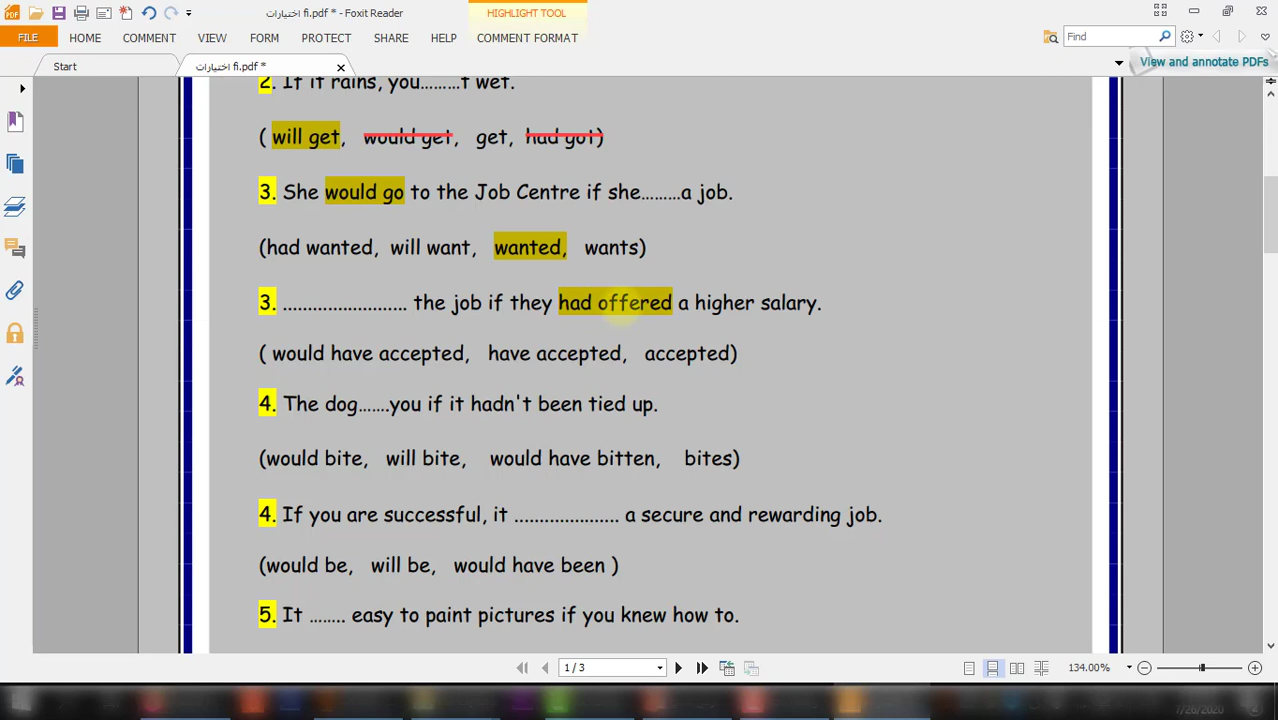 اختيارات fi.pdf * - Foxit Reader
HIGHLIGHT TOOL
FILE HOME COMMENT VIEW FORM PROTECT SHARE HELP COMMENT FORMAT Find
Start اختيارات fi.pdf * View and annotate PDFs
2. If it rains, you.........t wet.
( will get, would get, get, had got)
3. She would go to the Job Centre if she.........a job.
(had wanted, will want, wanted, wants)
3. ......................... the job if they had offered a higher salary.
( would have accepted, have accepted, accepted)
4. The dog.......you if it hadn't been tied up.
(would bite, will bite, would have bitten, bites)
4. If you are successful, it ..................... a secure and rewarding job.
(would be, will be, would have been )
5. It ........ easy to paint pictures if you knew how to.
1 / 3 134.00%
7/26/2020